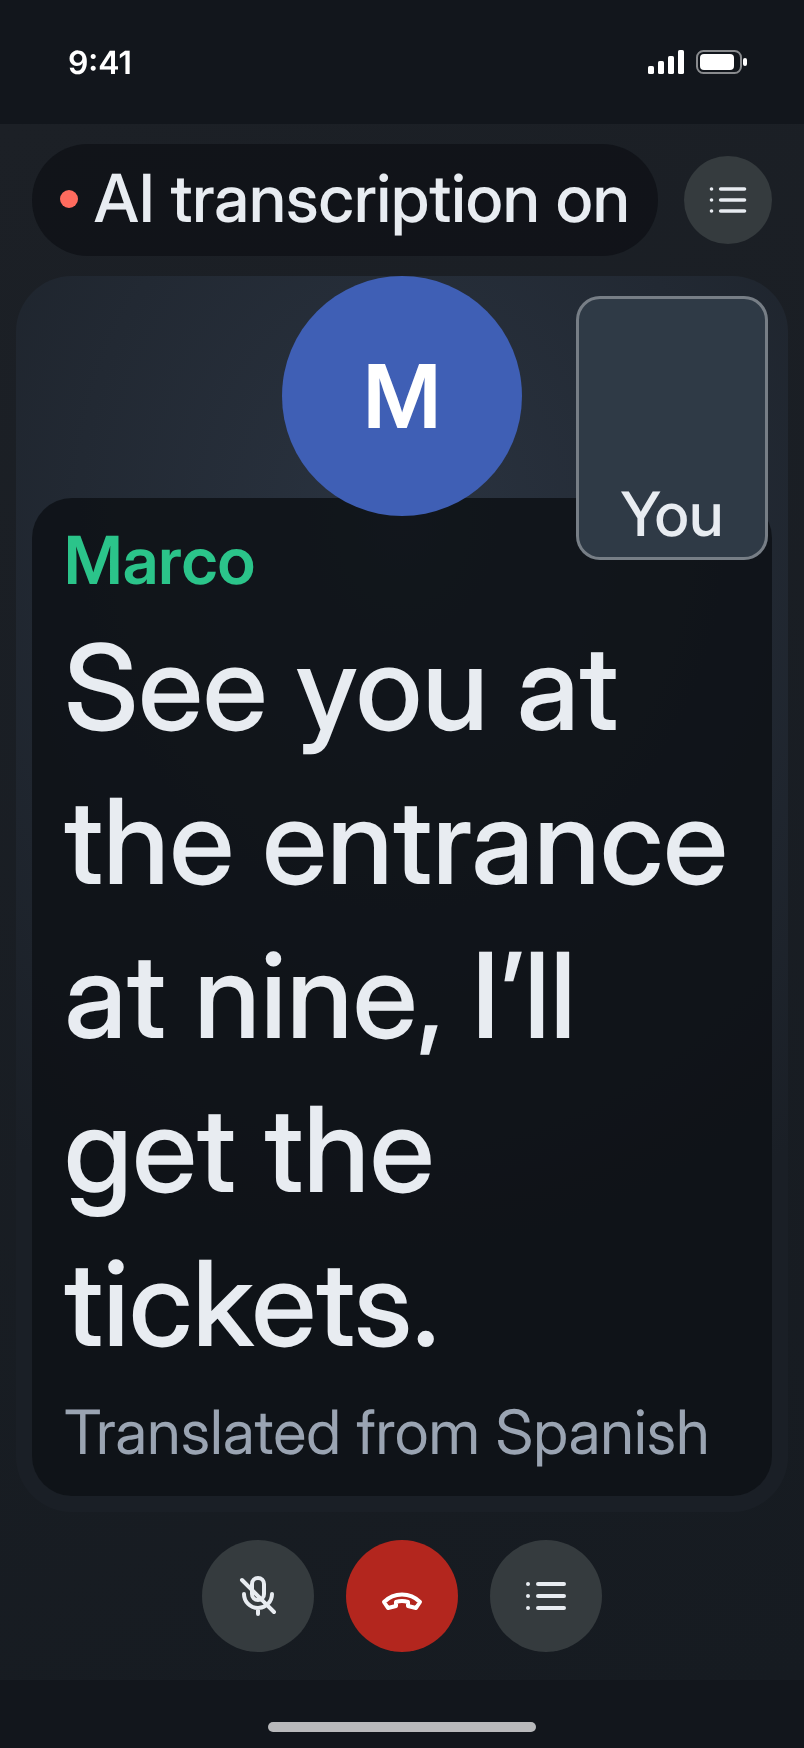 9:41
AI transcription on
M
You
Marco
See you at
the entrance
at nine, I’ll
get the
tickets.
Translated from Spanish